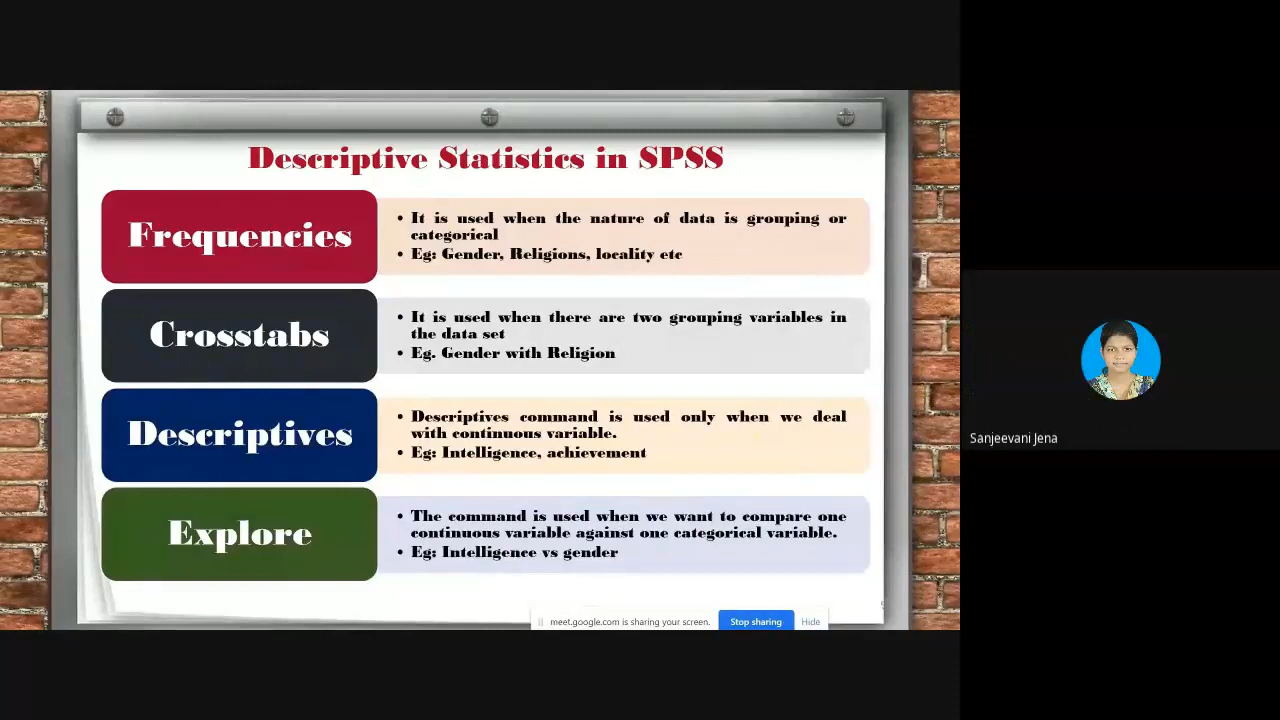 Descriptive Statistics in SPSS
Frequencies
• It is used when the nature of data is grouping or
categorical
• Eg: Gender, Religions, locality etc
Crosstabs
• It is used when there are two grouping variables in
the data set
• Eg. Gender with Religion
Descriptives
• Descriptives command is used only when we deal
with continuous variable.
• Eg: Intelligence, achievement
Explore
• The command is used when we want to compare one
continuous variable against one categorical variable.
• Eg: Intelligence vs gender
meet.google.com is sharing your screen.
Stop sharing
Hide
Sanjeevani Jena